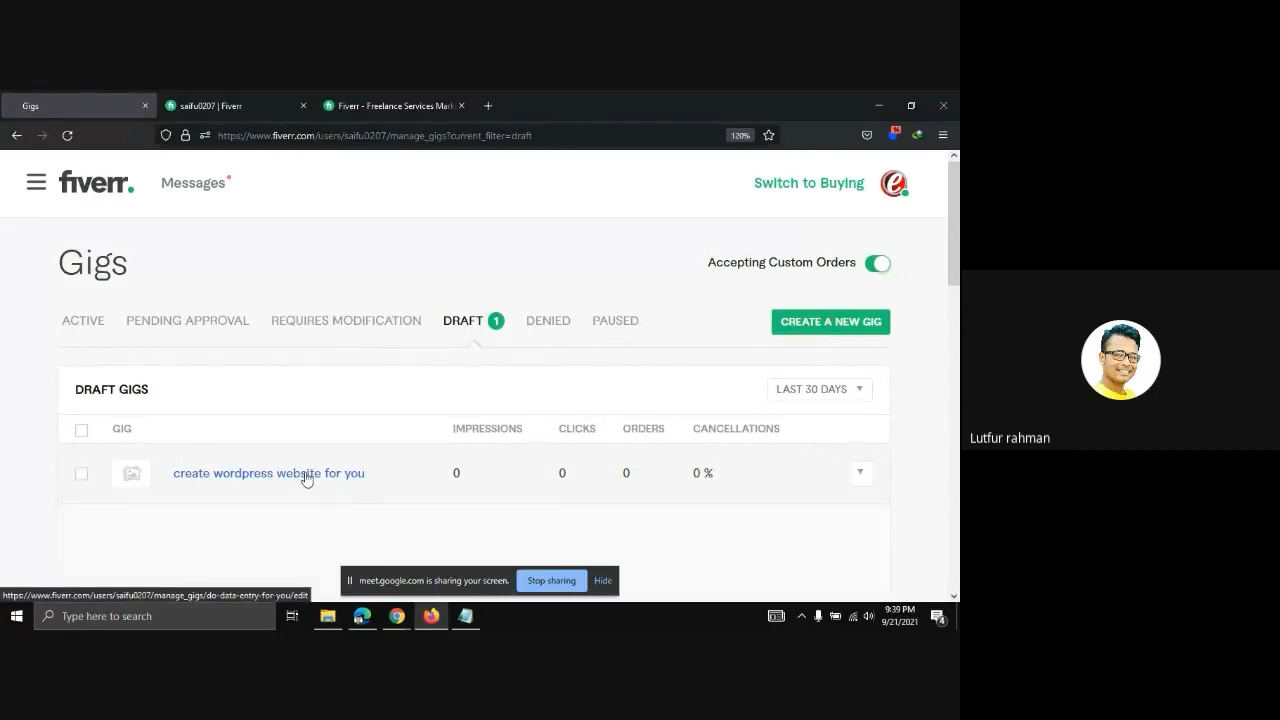 Gigs
saifu0207 | Fiverr
Fiverr - Freelance Services Mark
https://www.fiverr.com/users/saifu0207/manage_gigs?current_filter=draft
120%
fiverr.
Messages
Switch to Buying
Gigs
Accepting Custom Orders
ACTIVE
PENDING APPROVAL
REQUIRES MODIFICATION
DRAFT 1
DENIED
PAUSED
CREATE A NEW GIG
DRAFT GIGS
LAST 30 DAYS
GIG
IMPRESSIONS
CLICKS
ORDERS
CANCELLATIONS
create wordpress website for you
0
0
0
0 %
Lutfur rahman
meet.google.com is sharing your screen.
Stop sharing
Hide
https://www.fiverr.com/users/saifu0207/manage_gigs/do-data-entry-for-you/edit
Type here to search
9:39 PM
9/21/2021
4